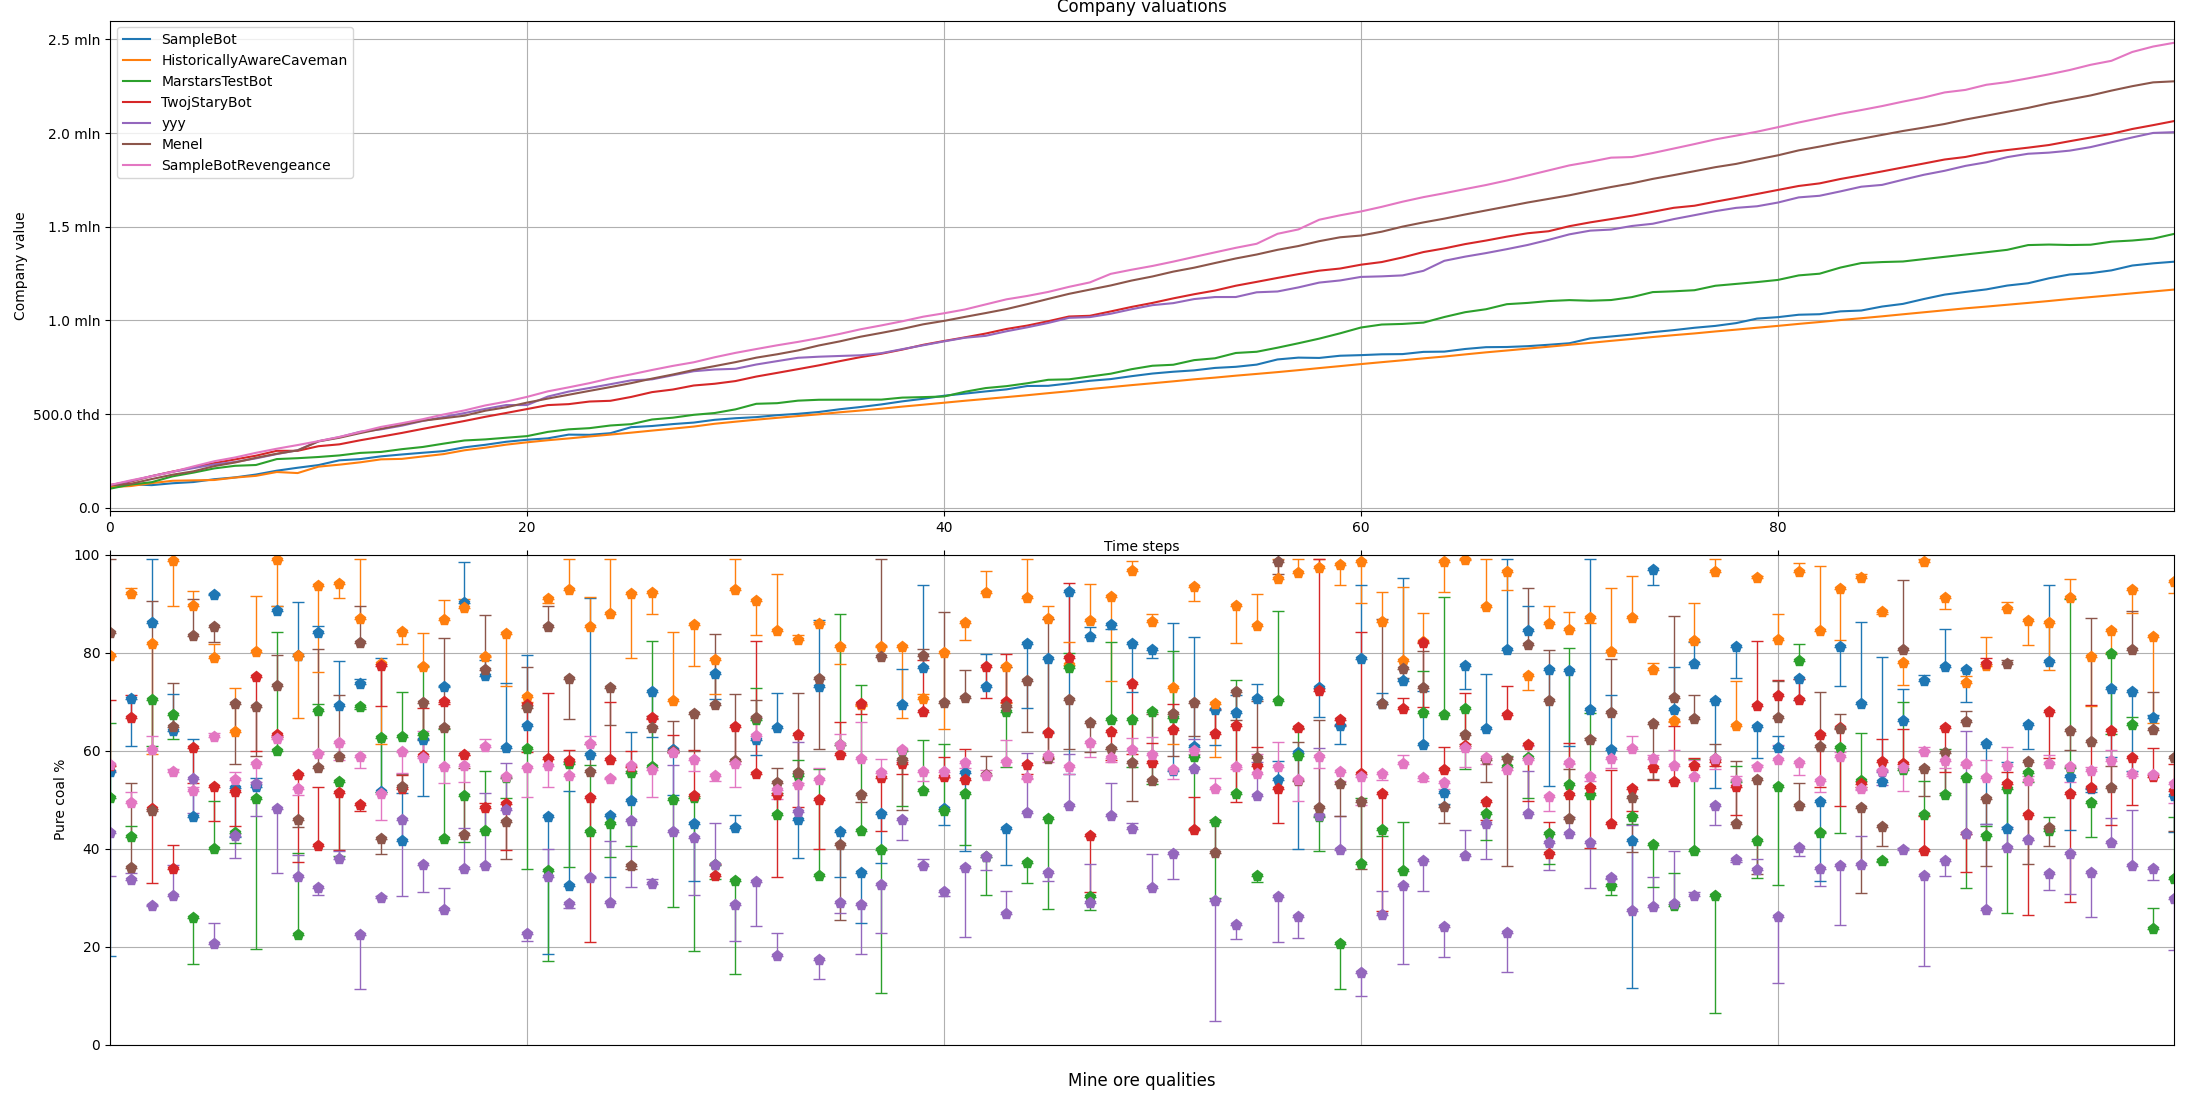 Company valuations
SampleBot
HistoricallyAwareCaveman
MarstarsTestBot
TwojStaryBot
yyy
Menel
SampleBotRevengeance
Company value
2.5 mln
2.0 mln
1.5 mln
1.0 mln
500.0 thd
0.0
0 20 40 60 80
Time steps
Pure coal %
100
80
60
40
20
0
Mine ore qualities